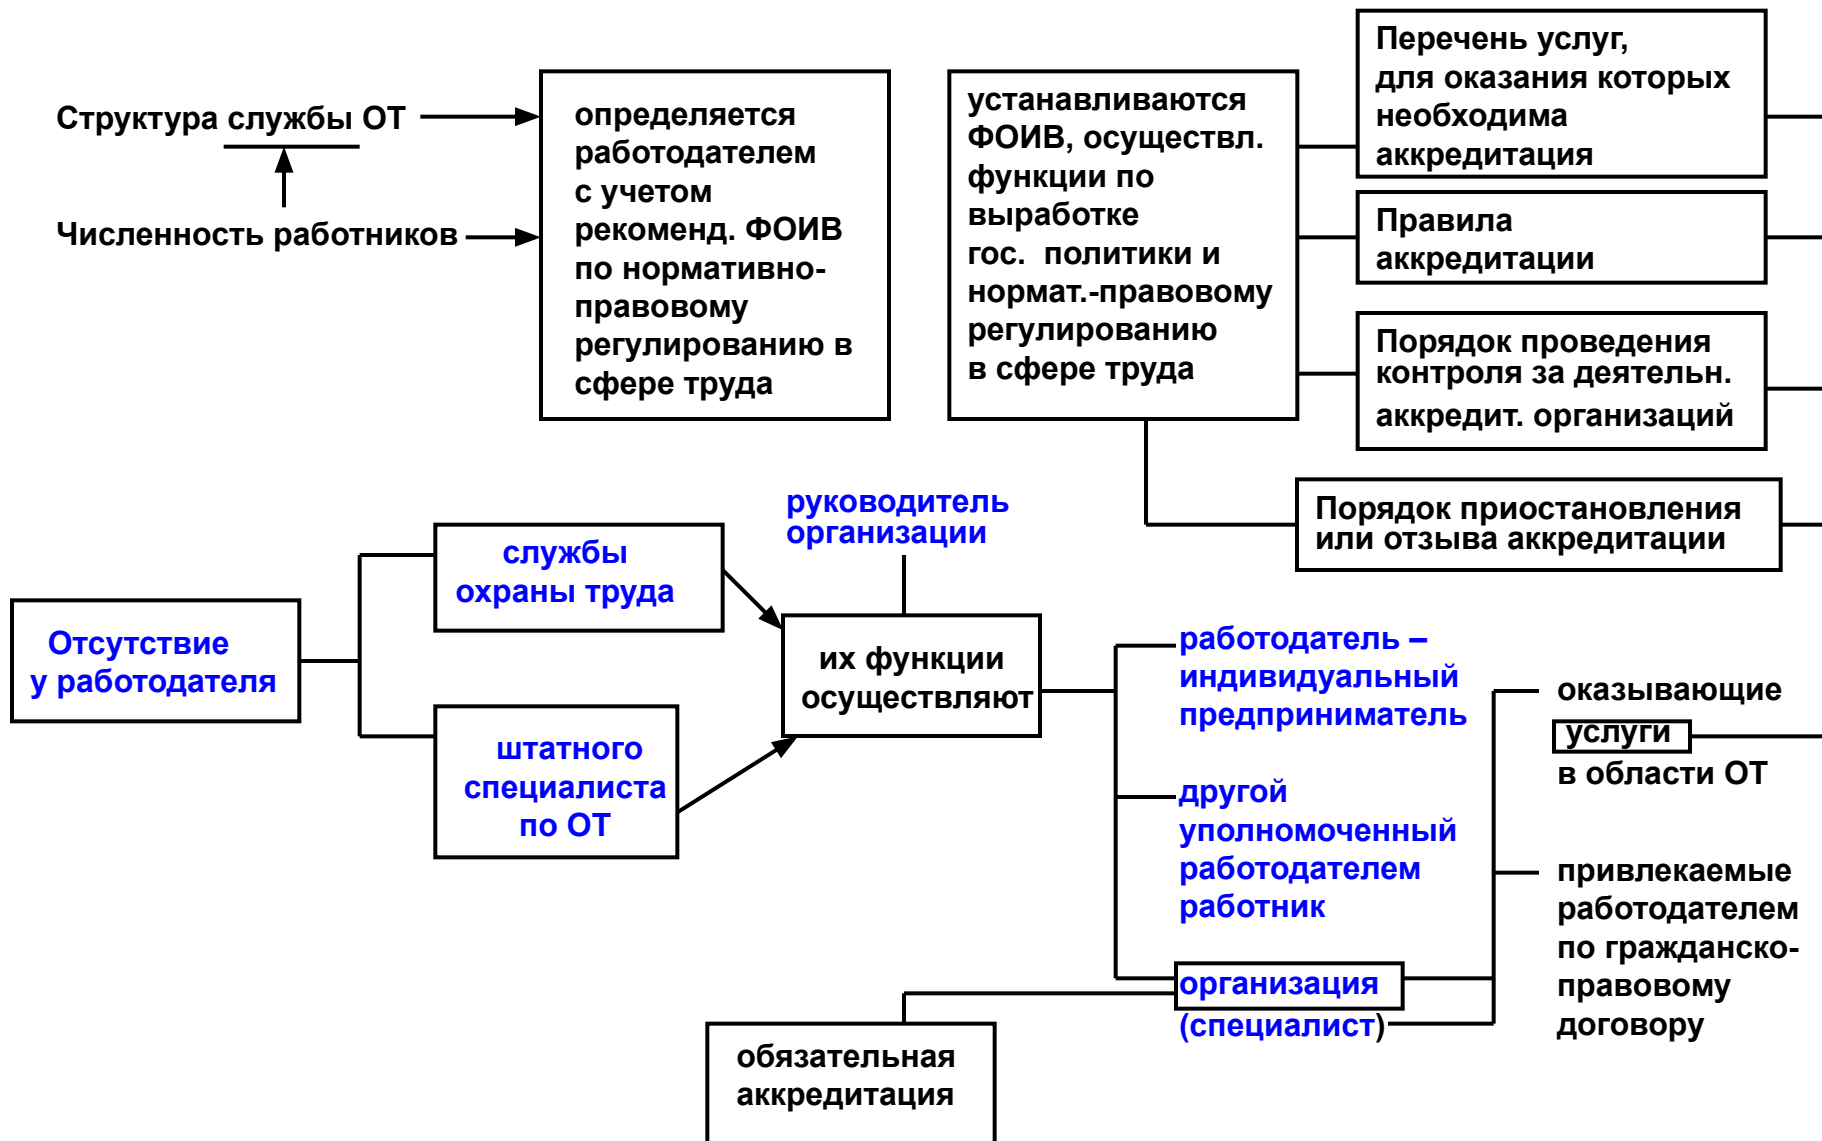 Структура службы ОТ
Численность работников
определяется
работодателем
с учетом
рекоменд. ФОИВ
по нормативно-
правовому
регулированию в
сфере труда
устанавливаются
ФОИВ, осуществл.
функции по
выработке
гос. политики и
нормат.-правовому
регулированию
в сфере труда
Перечень услуг,
для оказания которых
необходима
аккредитация
Правила
аккредитации
Порядок проведения
контроля за деятельн.
аккредит. организаций
Порядок приостановления
или отзыва аккредитации
Отсутствие
у работодателя
службы
охраны труда
штатного
специалиста
по ОТ
руководитель
организации
их функции
осуществляют
работодатель –
индивидуальный
предприниматель
другой
уполномоченный
работодателем
работник
организация
(специалист)
оказывающие
услуги
в области ОТ
привлекаемые
работодателем
по гражданско-
правовому
договору
обязательная
аккредитация